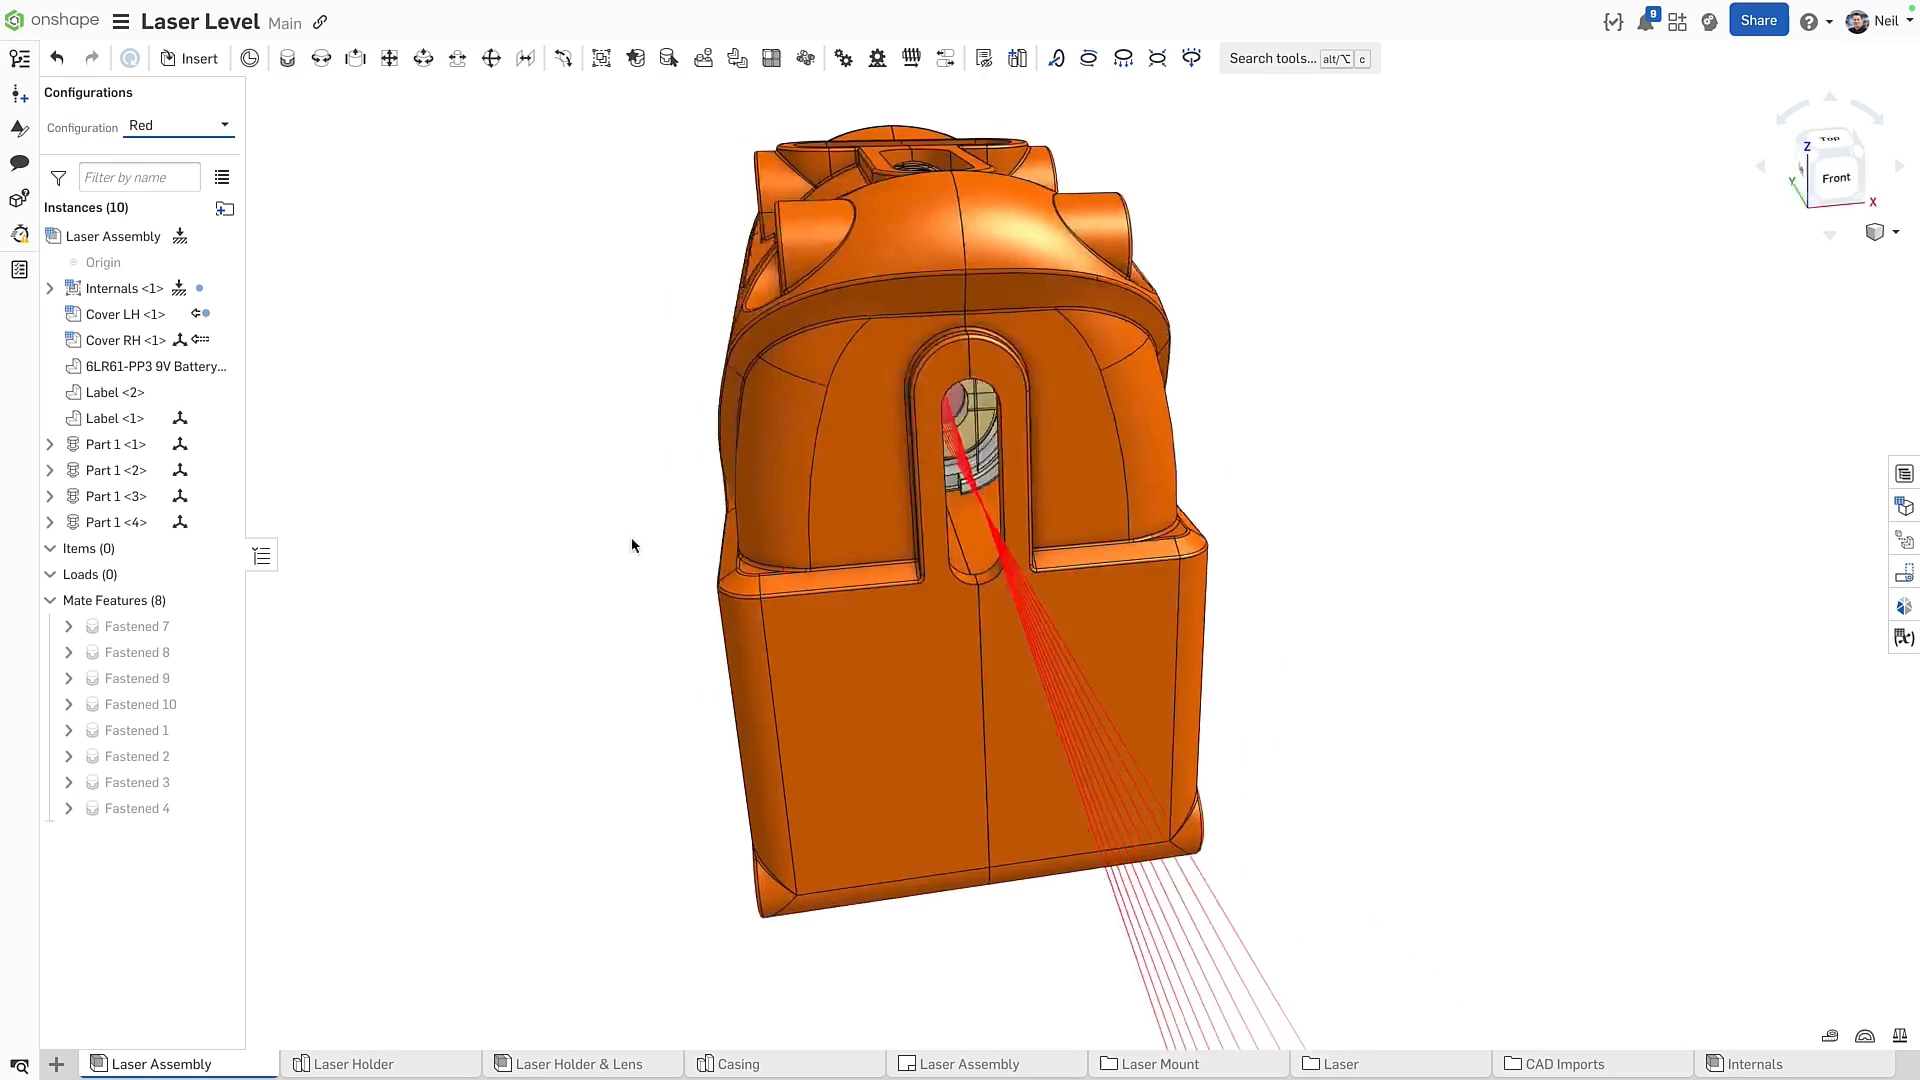 onshape
Laser Level Main
8
Share
Neil
Insert
Search tools... alt/⌥ c
Configurations
Configuration Red
Filter by name
Instances (10)
Laser Assembly
Origin
Internals <1>
Cover LH <1>
Cover RH <1>
6LR61-PP3 9V Battery...
Label <2>
Label <1>
Part 1 <1>
Part 1 <2>
Part 1 <3>
Part 1 <4>
Items (0)
Loads (0)
Mate Features (8)
Fastened 7
Fastened 8
Fastened 9
Fastened 10
Fastened 1
Fastened 2
Fastened 3
Fastened 4
Top
Z
Front
Y
X
Laser Assembly
Laser Holder
Laser Holder & Lens
Casing
Laser Assembly
Laser Mount
Laser
CAD Imports
Internals